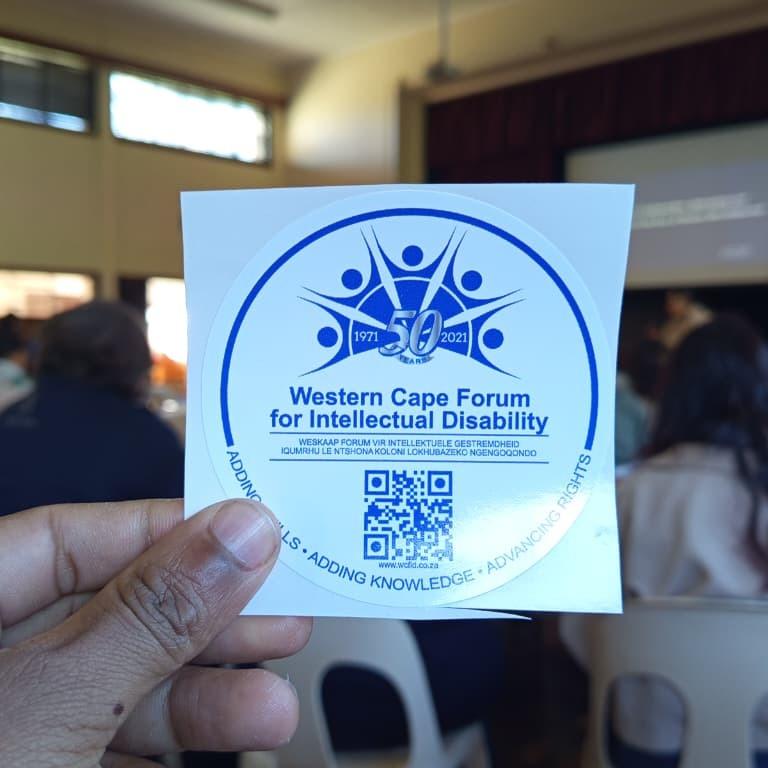 1971 50 2021
YEARS
Western Cape Forum
for Intellectual Disability
WESKAAP FORUM VIR INTELLEKTUELE GESTREMDHEID
IQUMRHU LE NTSHONA KOLONI LOKHUBAZEKO NGENGQONDO
www.wcfid.co.za
ADDING • ADDING KNOWLEDGE • ADVANCING RIGHTS